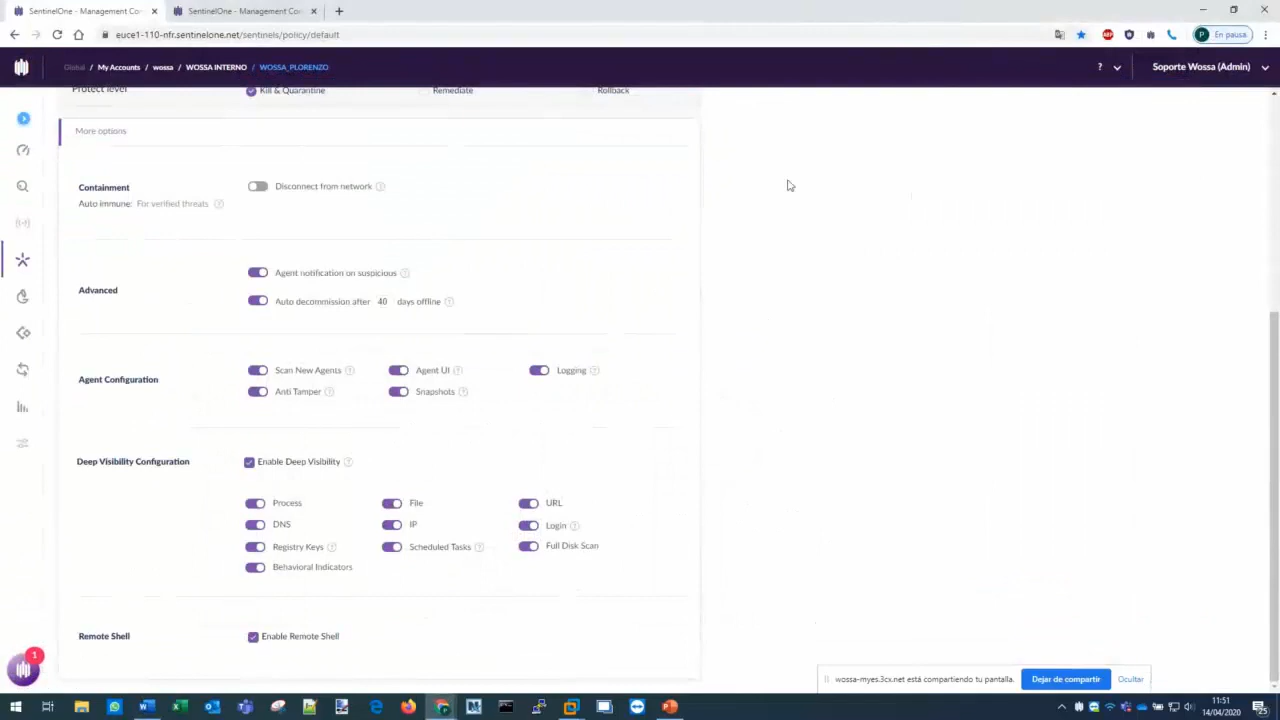 SentinelOne - Management Co
SentinelOne - Management Co
euce1-110-nfr.sentinelone.net/sentinels/policy/default
ABP
P En pausa
Global / My Accounts / wossa / WOSSA INTERNO / WOSSA_PLORENZO
? Soporte Wossa (Admin)
Protect level
Kill & Quarantine
Remediate
Rollback
More options
Containment
Disconnect from network ?
Auto immune: For verified threats ?
Advanced
Agent notification on suspicious ?
Auto decommission after 40 days offline ?
Agent Configuration
Scan New Agents ?
Agent UI ?
Logging ?
Anti Tamper ?
Snapshots ?
Deep Visibility Configuration
Enable Deep Visibility ?
Process
File
URL
DNS
IP
Login ?
Registry Keys ?
Scheduled Tasks ?
Full Disk Scan
Behavioral Indicators
Remote Shell
Enable Remote Shell
1
wossa-myes.3cx.net está compartiendo tu pantalla.
Dejar de compartir
Ocultar
11:51
14/04/2020
25